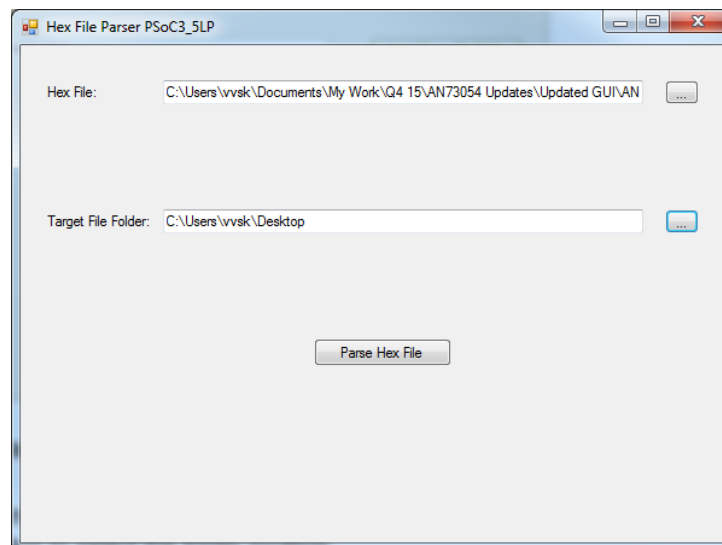 Hex File Parser PSoC3_5LP
Hex File: C:\Users\vvsk\Documents\My Work\Q4 15\AN73054 Updates\Updated GUI\AN ...
Target File Folder: C:\Users\vvsk\Desktop ...
Parse Hex File